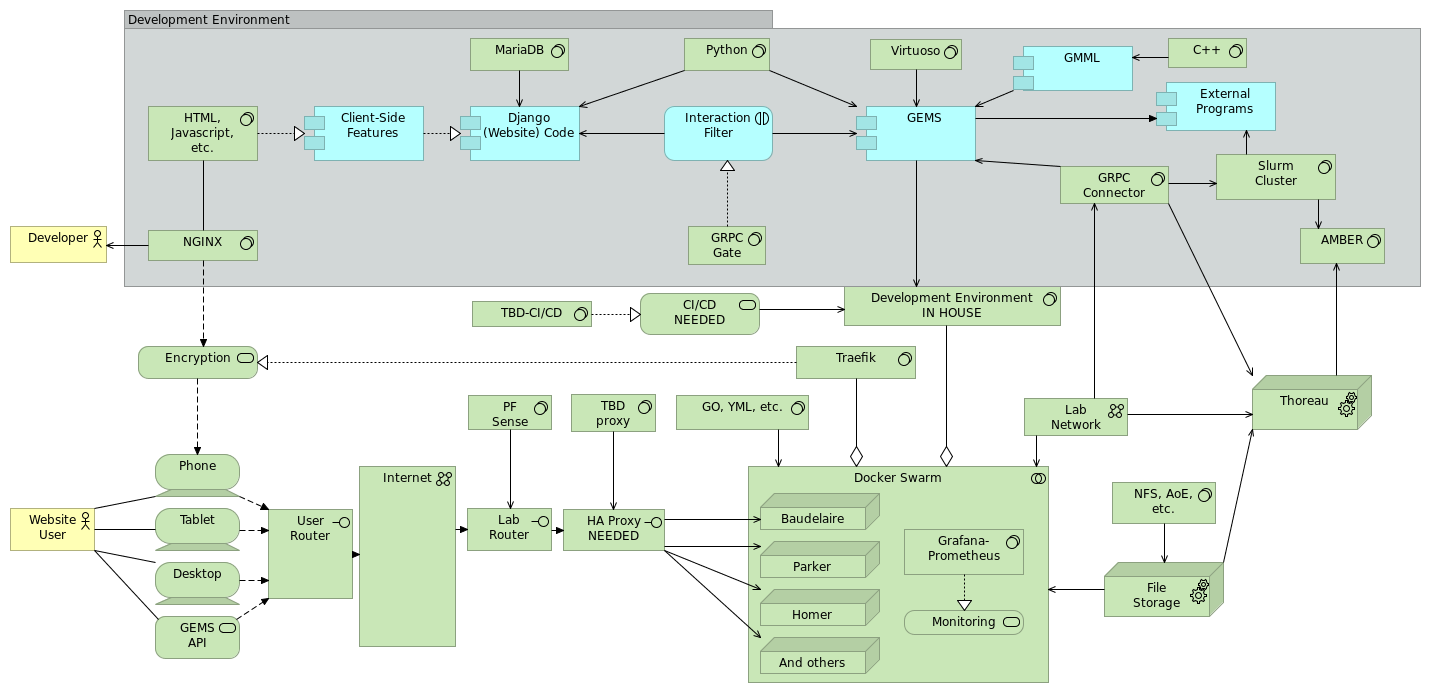 Development Environment
MariaDB
Python
Virtuoso
GMML
C++
HTML,
Javascript,
etc.
Client-Side
Features
Django
(Website) Code
Interaction
Filter
GEMS
External
Programs
GRPC
Connector
Slurm
Cluster
Developer
NGINX
GRPC
Gate
AMBER
TBD-CI/CD
CI/CD
NEEDED
Development Environment
IN HOUSE
Encryption
Traefik
PF
Sense
TBD
proxy
GO, YML, etc.
Lab
Network
Thoreau
Phone
Internet
Docker Swarm
Website
User
Tablet
User
Router
Lab
Router
HA Proxy
NEEDED
Baudelaire
Grafana-
Prometheus
NFS, AoE,
etc.
Desktop
Parker
File
Storage
GEMS
API
Homer
Monitoring
And others